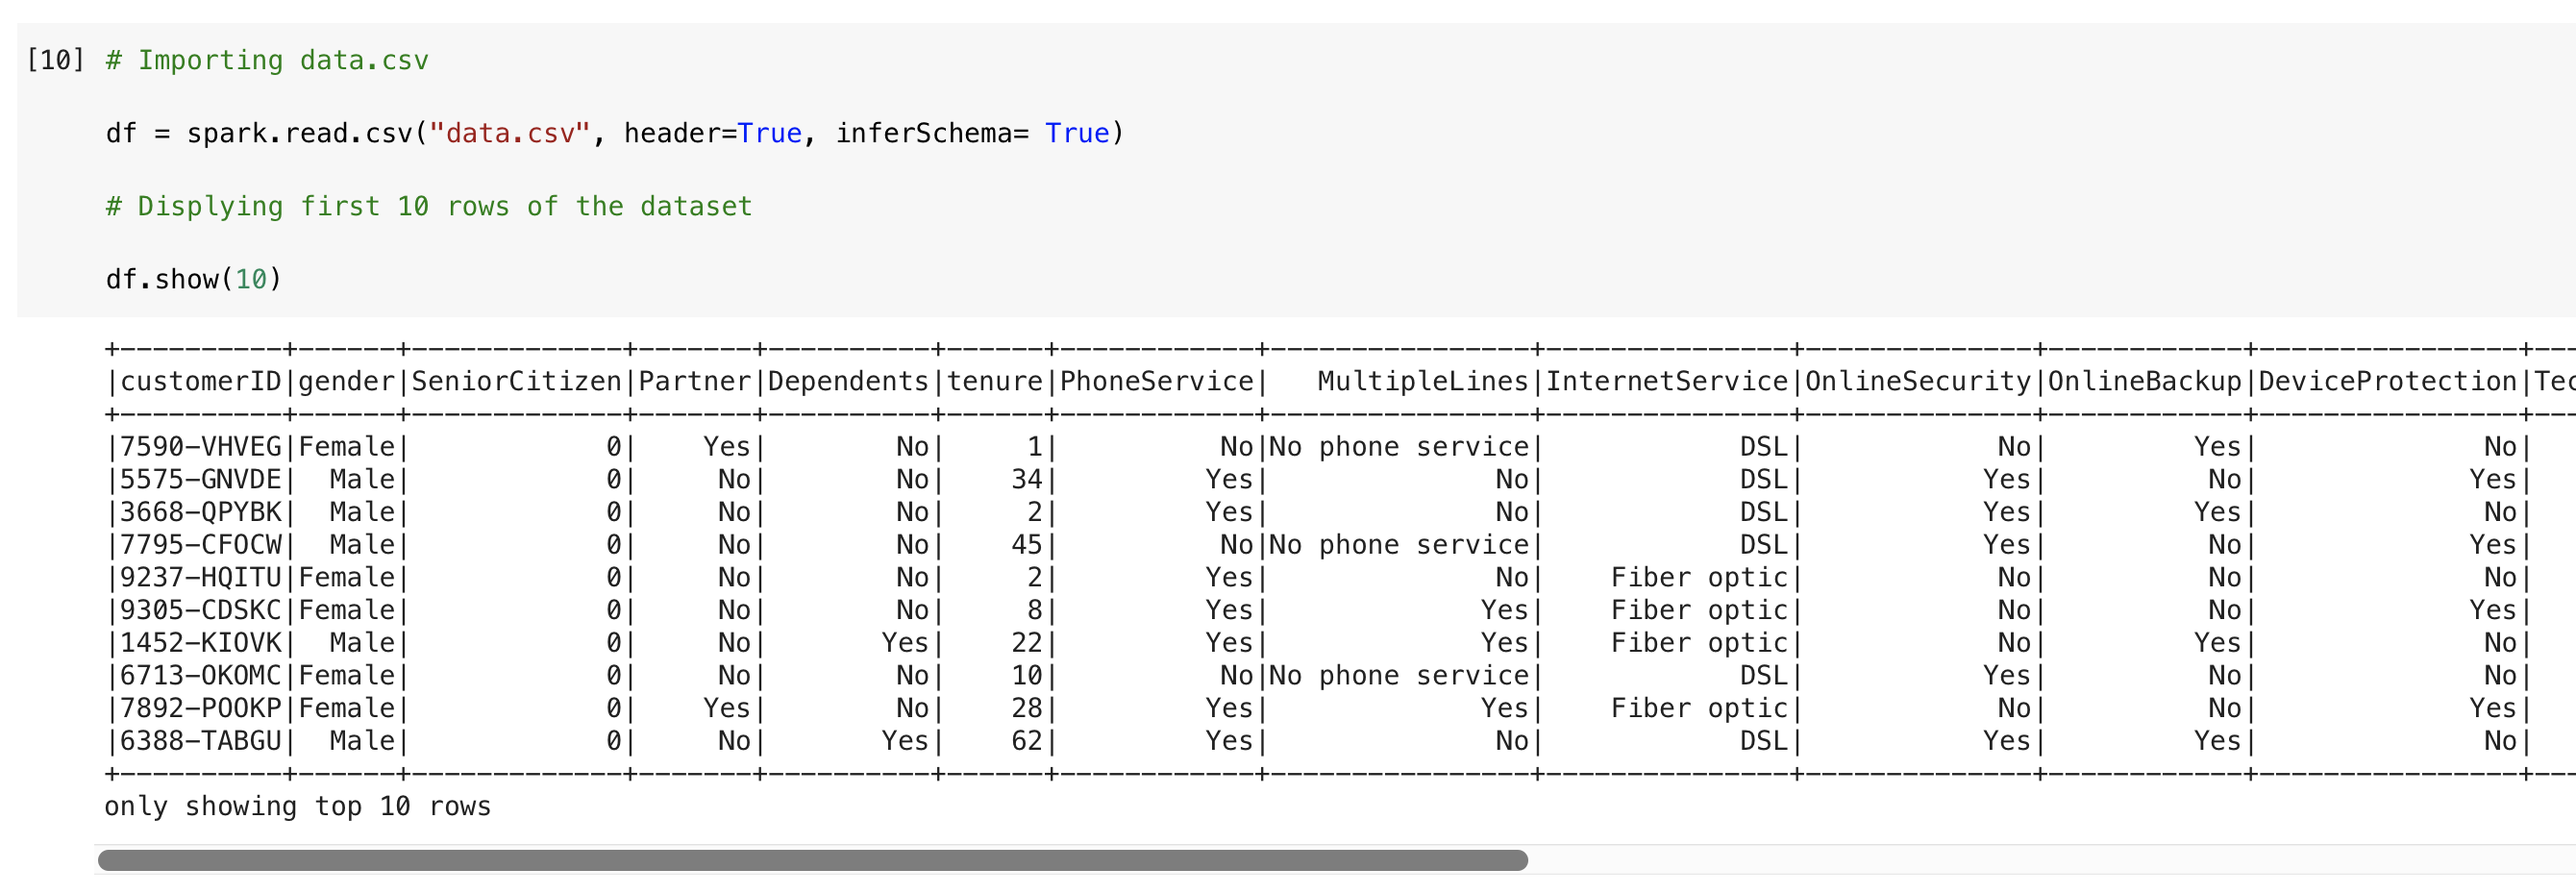 [10] # Importing data.csv
df = spark.read.csv("data.csv", header=True, inferSchema= True)
# Displying first 10 rows of the dataset
df.show(10)
+----------+------+-------------+-------+----------+------+------------+----------------+---------------+--------------+------------+----------------+---
|customerID|gender|SeniorCitizen|Partner|Dependents|tenure|PhoneService|   MultipleLines|InternetService|OnlineSecurity|OnlineBackup|DeviceProtection|Tec
+----------+------+-------------+-------+----------+------+------------+----------------+---------------+--------------+------------+----------------+---
|7590-VHVEG|Female|            0|    Yes|        No|     1|          No|No phone service|            DSL|            No|         Yes|              No|
|5575-GNVDE|  Male|            0|     No|        No|    34|         Yes|              No|            DSL|           Yes|          No|             Yes|
|3668-QPYBK|  Male|            0|     No|        No|     2|         Yes|              No|            DSL|           Yes|         Yes|              No|
|7795-CFOCW|  Male|            0|     No|        No|    45|          No|No phone service|            DSL|           Yes|          No|             Yes|
|9237-HQITU|Female|            0|     No|        No|     2|         Yes|              No|    Fiber optic|            No|          No|              No|
|9305-CDSKC|Female|            0|     No|        No|     8|         Yes|             Yes|    Fiber optic|            No|          No|             Yes|
|1452-KIOVK|  Male|            0|     No|       Yes|    22|         Yes|             Yes|    Fiber optic|            No|         Yes|              No|
|6713-OKOMC|Female|            0|     No|        No|    10|          No|No phone service|            DSL|           Yes|          No|              No|
|7892-POOKP|Female|            0|    Yes|        No|    28|         Yes|             Yes|    Fiber optic|            No|          No|             Yes|
|6388-TABGU|  Male|            0|     No|       Yes|    62|         Yes|              No|            DSL|           Yes|         Yes|              No|
+----------+------+-------------+-------+----------+------+------------+----------------+---------------+--------------+------------+----------------+---
only showing top 10 rows